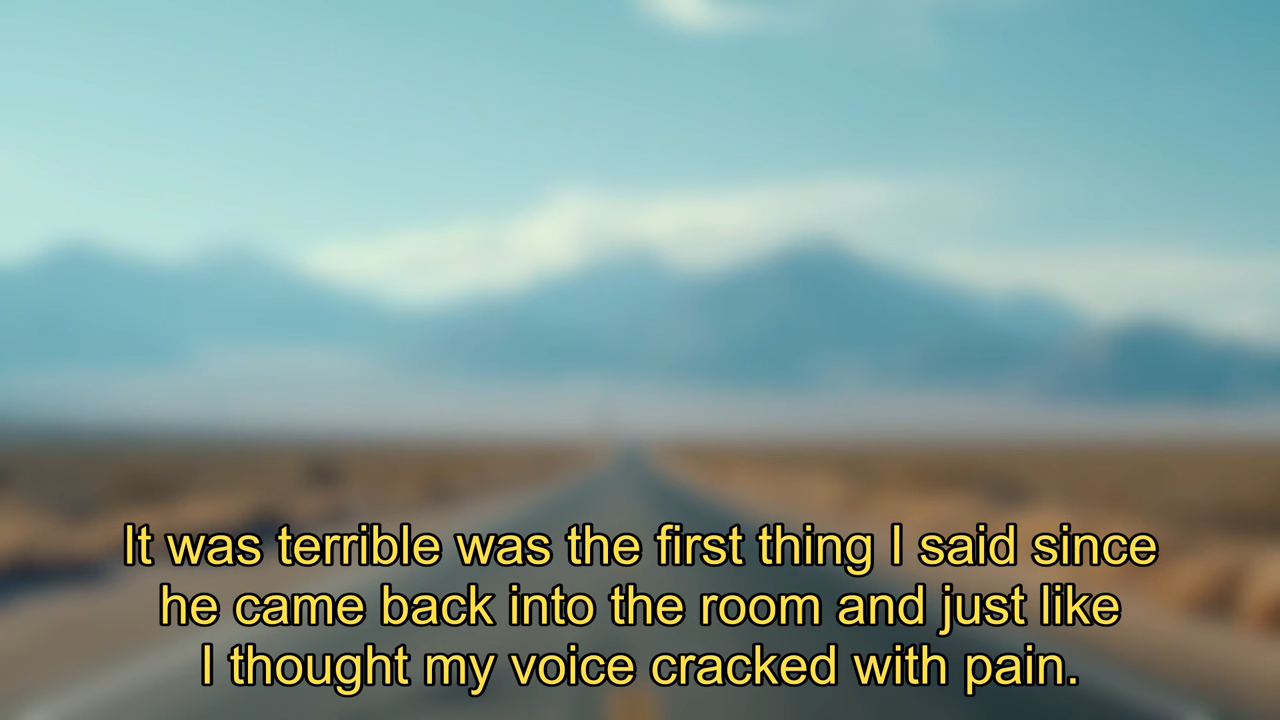 It was terrible was the first thing I said since
he came back into the room and just like
I thought my voice cracked with pain.